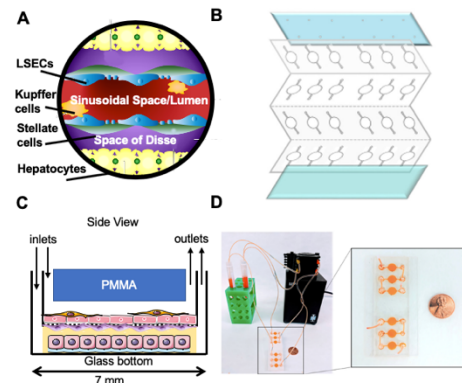 A
LSECs
Kupffer
cells
Stellate
cells
Hepatocytes
Sinusoidal Space/Lumen
Space of Disse
B
C
Side View
inlets
outlets
PMMA
Glass bottom
7 mm
D